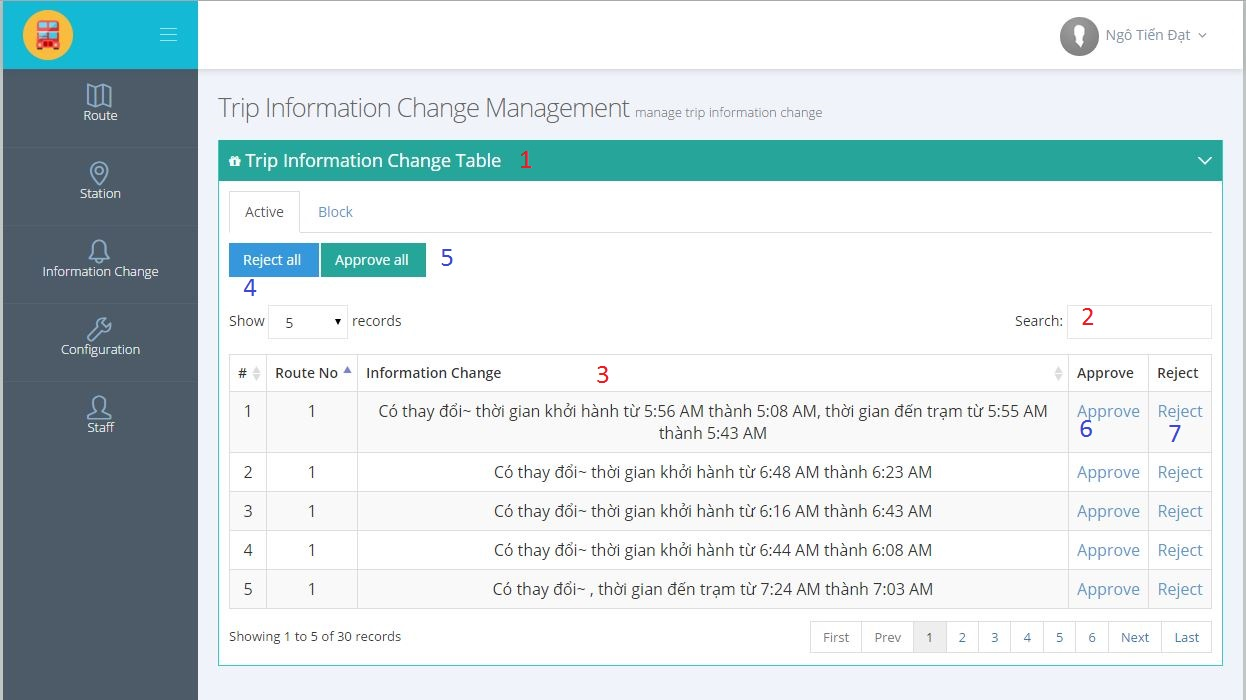 Ngô Tiến Đạt
Route
Station
Information Change
Configuration
Staff
Trip Information Change Management manage trip information change
Trip Information Change Table 1
Active Block
Reject all Approve all 5
4
Show 5 records Search: 2
# Route No Information Change 3 Approve Reject
1 1 Có thay đổi~ thời gian khởi hành từ 5:56 AM thành 5:08 AM, thời gian đến trạm từ 5:55 AM Approve Reject
thành 5:43 AM 6 7
2 1 Có thay đổi~ thời gian khởi hành từ 6:48 AM thành 6:23 AM Approve Reject
3 1 Có thay đổi~ thời gian khởi hành từ 6:16 AM thành 6:43 AM Approve Reject
4 1 Có thay đổi~ thời gian khởi hành từ 6:44 AM thành 6:08 AM Approve Reject
5 1 Có thay đổi~ , thời gian đến trạm từ 7:24 AM thành 7:03 AM Approve Reject
Showing 1 to 5 of 30 records First Prev 1 2 3 4 5 6 Next Last